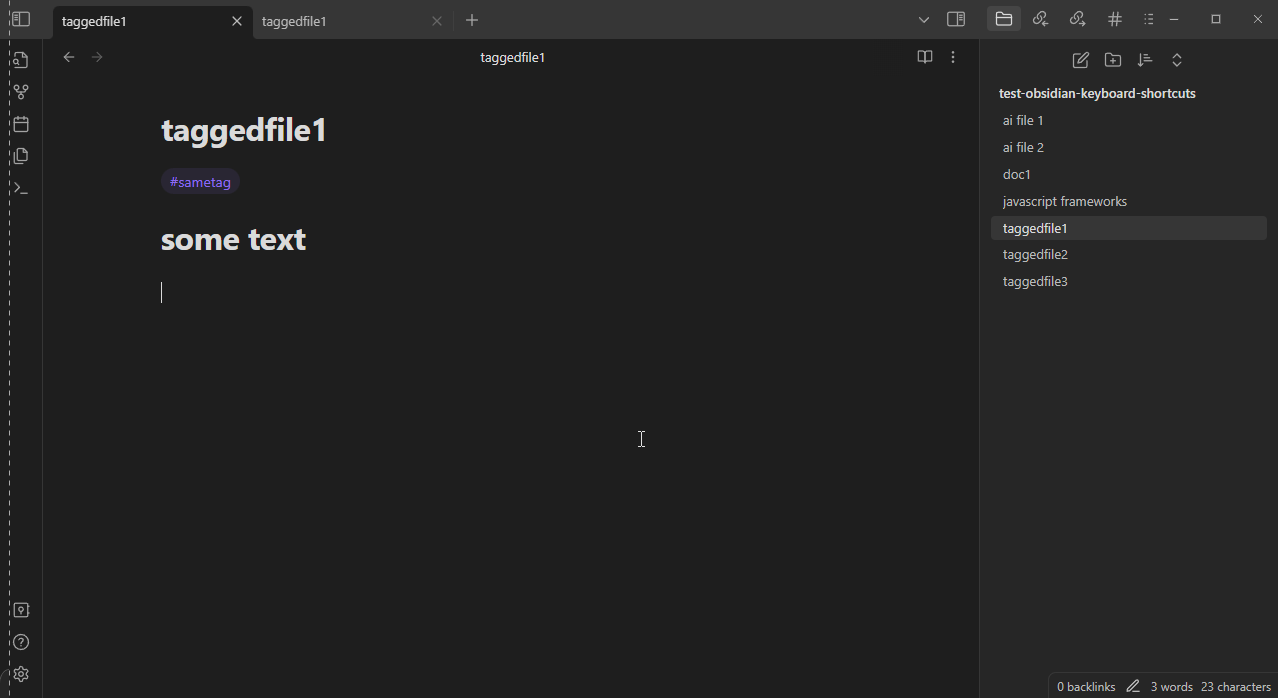 taggedfile1
taggedfile1
taggedfile1
taggedfile1
#sametag
some text
test-obsidian-keyboard-shortcuts
ai file 1
ai file 2
doc1
javascript frameworks
taggedfile1
taggedfile2
taggedfile3
0 backlinks 3 words 23 characters